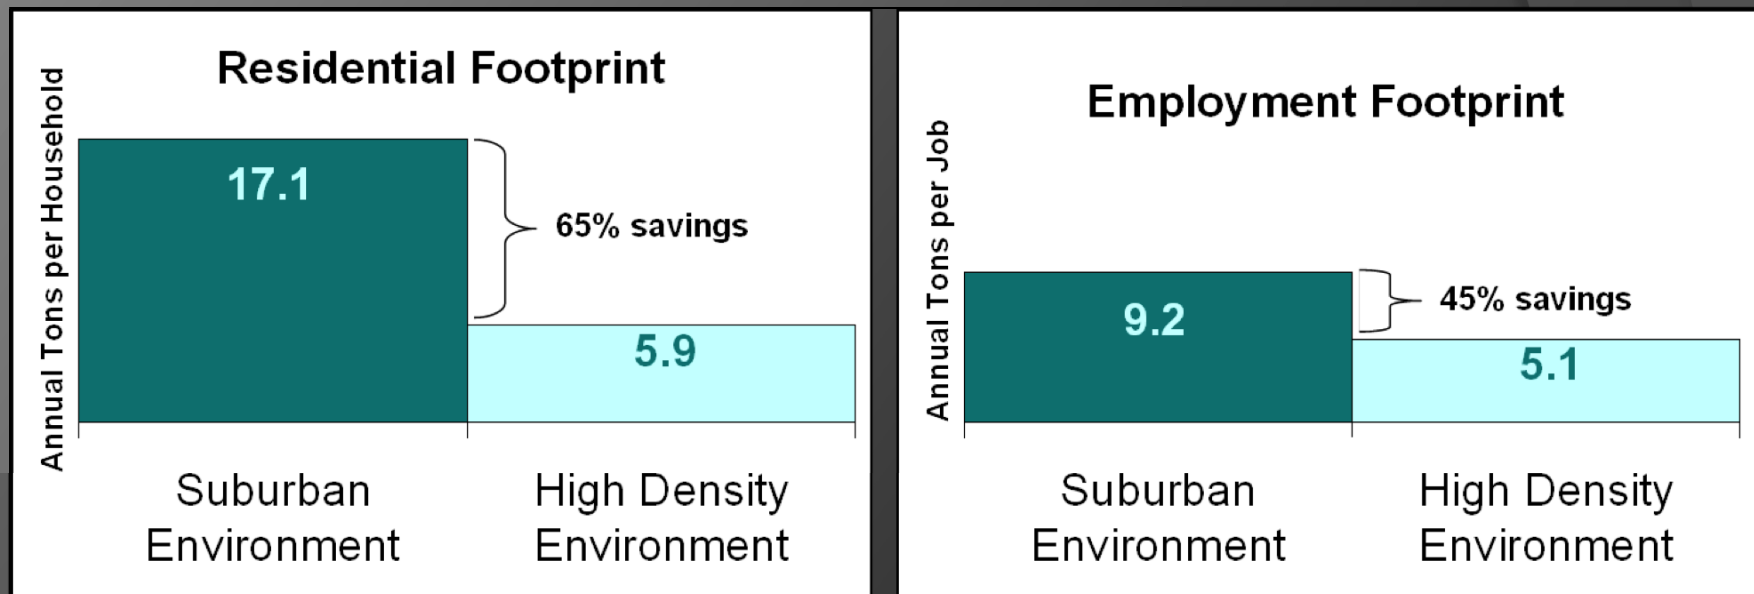 Residential Footprint
Annual Tons per Household
17.1
65% savings
5.9
Suburban
Environment
High Density
Environment
Employment Footprint
Annual Tons per Job
9.2
45% savings
5.1
Suburban
Environment
High Density
Environment